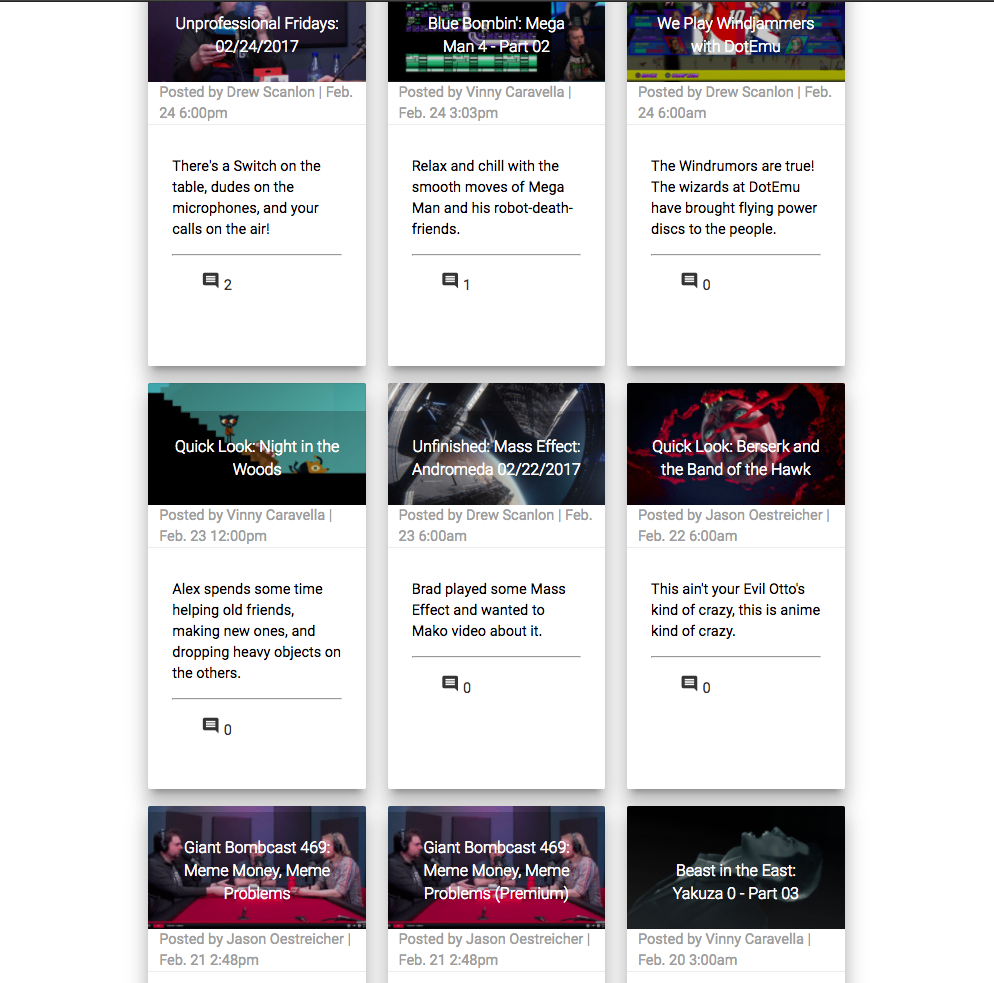 Unprofessional Fridays:
02/24/2017
Posted by Drew Scanlon | Feb.
24 6:00pm
There's a Switch on the
table, dudes on the
microphones, and your
calls on the air!
2
Blue Bombin': Mega
Man 4 - Part 02
Posted by Vinny Caravella |
Feb. 24 3:03pm
Relax and chill with the
smooth moves of Mega
Man and his robot-death-
friends.
1
We Play Windjammers
with DotEmu
Posted by Drew Scanlon | Feb.
24 6:00am
The Windrumors are true!
The wizards at DotEmu
have brought flying power
discs to the people.
0
Quick Look: Night in the
Woods
Posted by Vinny Caravella |
Feb. 23 12:00pm
Alex spends some time
helping old friends,
making new ones, and
dropping heavy objects on
the others.
0
Unfinished: Mass Effect:
Andromeda 02/22/2017
Posted by Drew Scanlon | Feb.
23 6:00am
Brad played some Mass
Effect and wanted to
Mako video about it.
0
Quick Look: Berserk and
the Band of the Hawk
Posted by Jason Oestreicher |
Feb. 22 6:00am
This ain't your Evil Otto's
kind of crazy, this is anime
kind of crazy.
0
Giant Bombcast 469:
Meme Money, Meme
Problems
Posted by Jason Oestreicher |
Feb. 21 2:48pm
Giant Bombcast 469:
Meme Money, Meme
Problems (Premium)
Posted by Jason Oestreicher |
Feb. 21 2:48pm
Beast in the East:
Yakuza 0 - Part 03
Posted by Vinny Caravella |
Feb. 20 3:00am